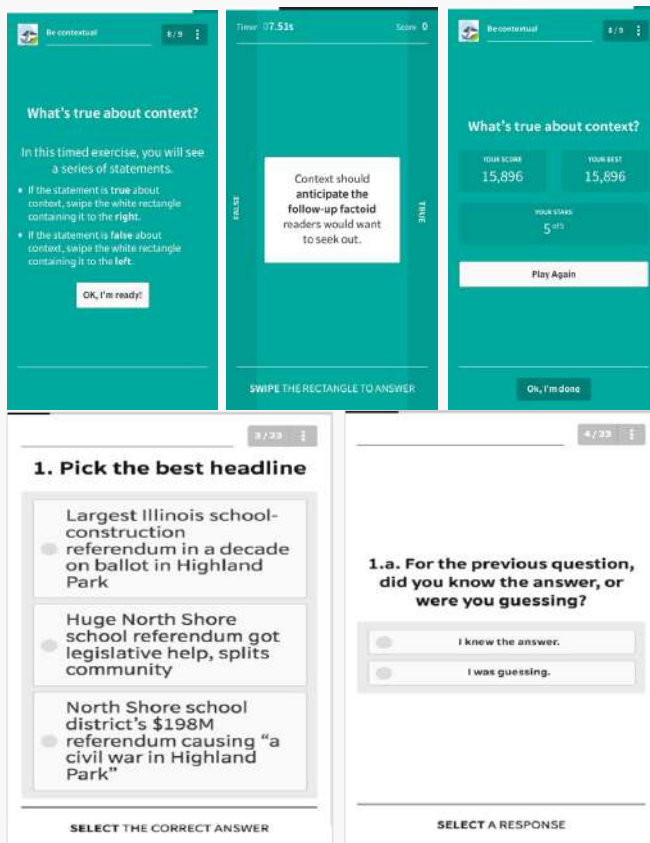 Be contextual
8/9
What's true about context?
In this timed exercise, you will see
a series of statements.
• If the statement is true about
context, swipe the white rectangle
containing it to the right.
• If the statement is false about
context, swipe the white rectangle
containing it to the left.
OK, I'm ready!
Timer 07.51s
Score 0
FALSE
Context should
anticipate the
follow-up factoid
readers would want
to seek out.
TRUE
SWIPE THE RECTANGLE TO ANSWER
Be contextual
8/9
What's true about context?
YOUR SCORE
15,896
YOUR BEST
15,896
YOUR STARS
5 of 5
Play Again
Ok, I'm done
3/23
1. Pick the best headline
Largest Illinois school-
construction
referendum in a decade
on ballot in Highland
Park
Huge North Shore
school referendum got
legislative help, splits
community
North Shore school
district's $198M
referendum causing "a
civil war in Highland
Park"
SELECT THE CORRECT ANSWER
4/23
1.a. For the previous question,
did you know the answer, or
were you guessing?
I knew the answer.
I was guessing.
SELECT A RESPONSE